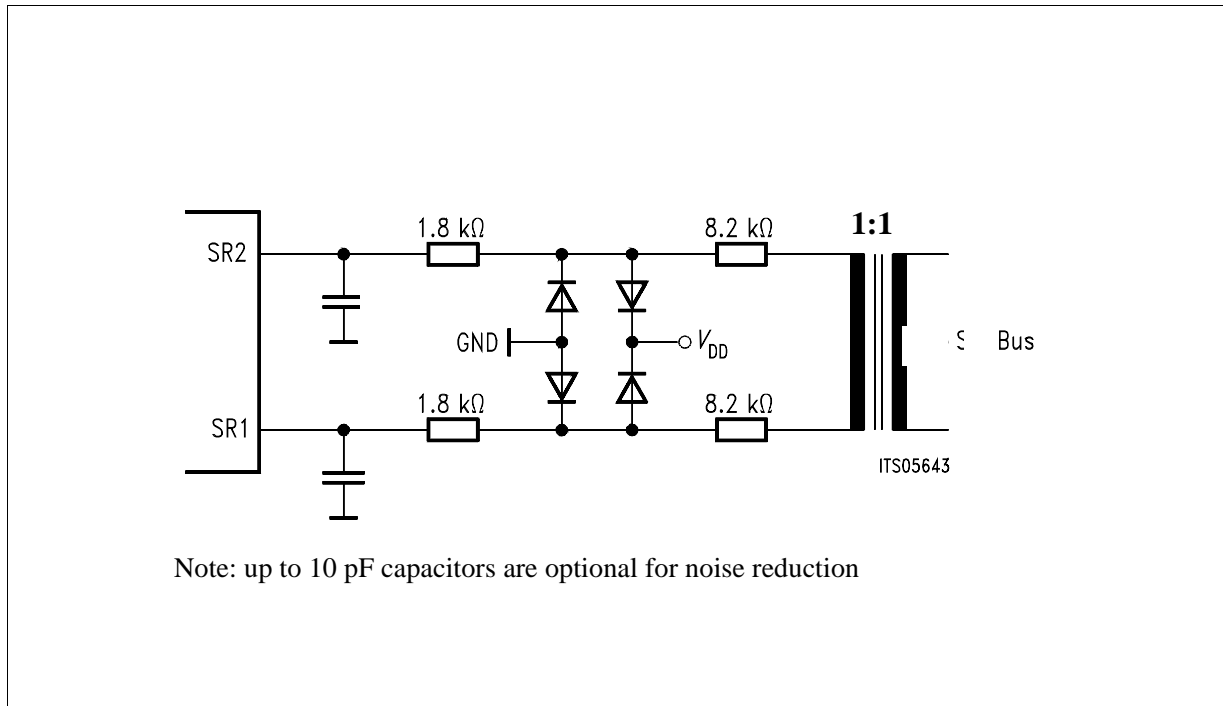 1:1
1.8 kΩ
8.2 kΩ
SR2
GND
VDD
Bus
1.8 kΩ
8.2 kΩ
SR1
ITS05643
Note: up to 10 pF capacitors are optional for noise reduction